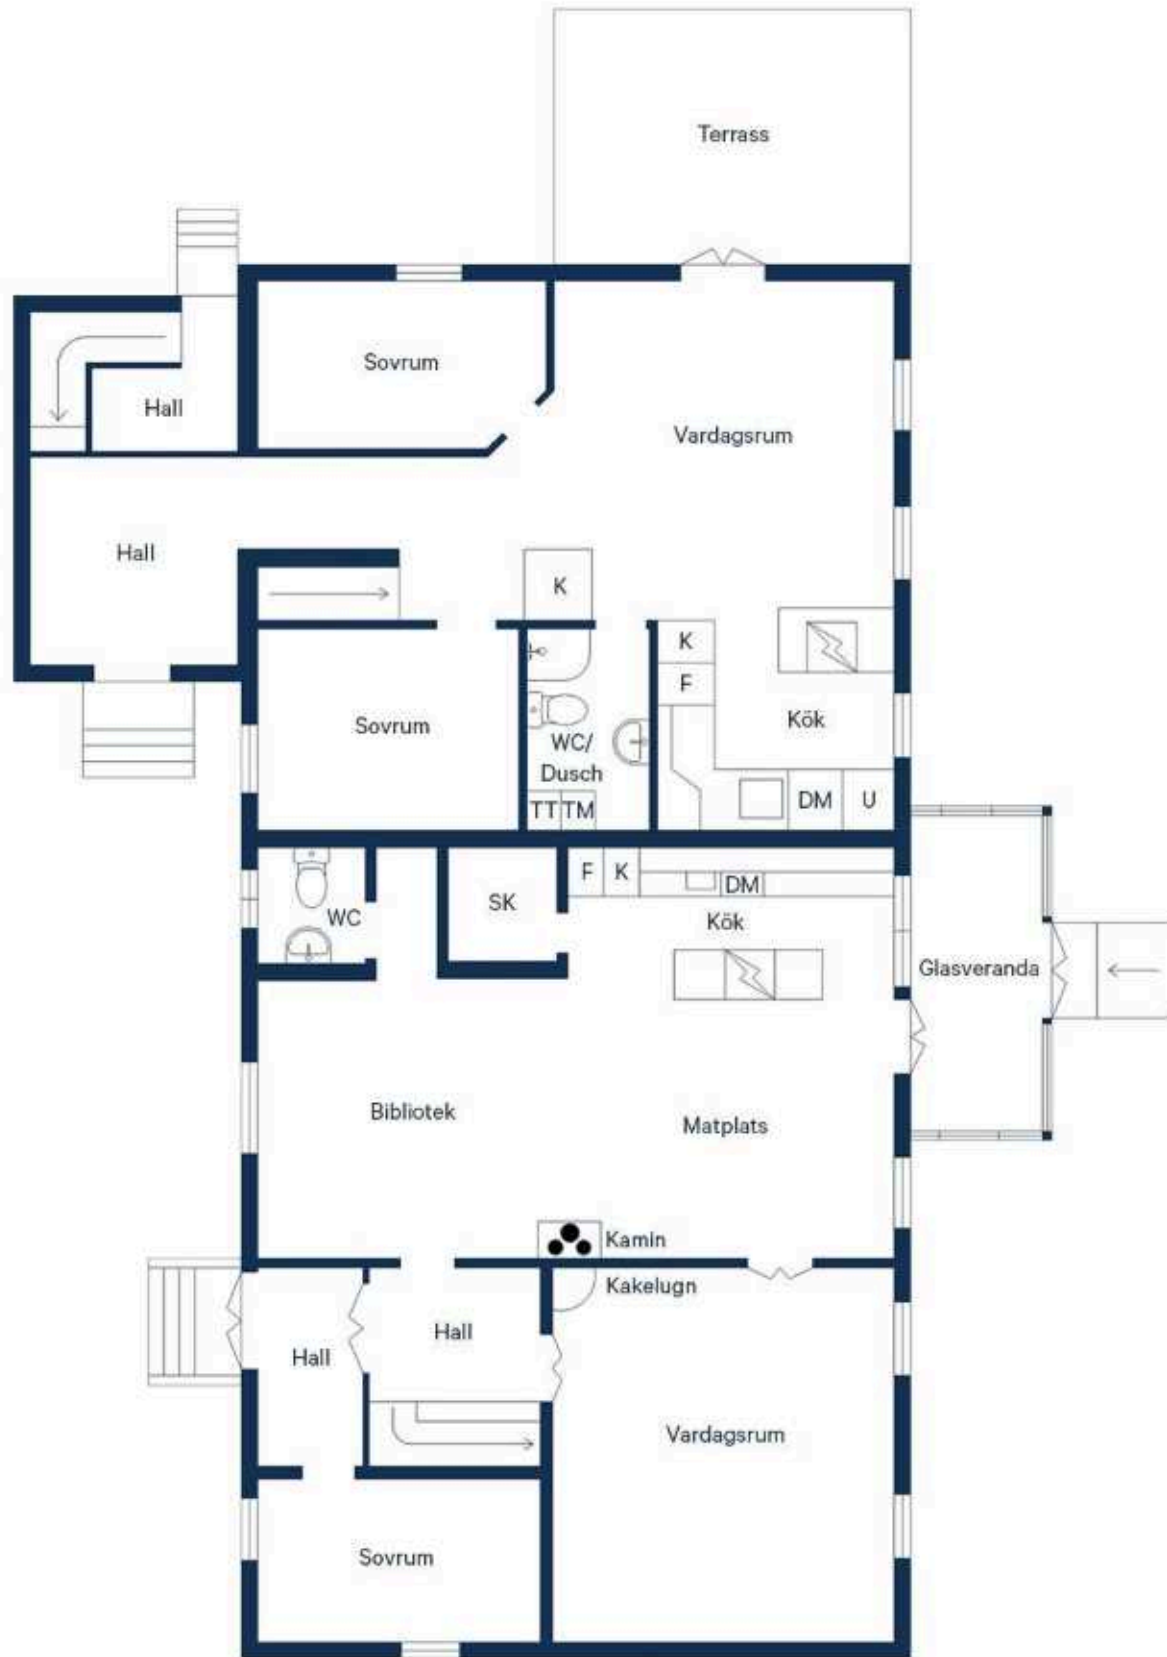 Terrass
Sovrum
Hall
Vardagsrum
Hall
K
K
F
Sovrum
Kök
WC/
Dusch
TT TM
DM
U
F
K
DM
SK
WC
Kök
Glasveranda
Bibliotek
Matplats
Kamin
Kakelugn
Hall
Hall
Vardagsrum
Sovrum